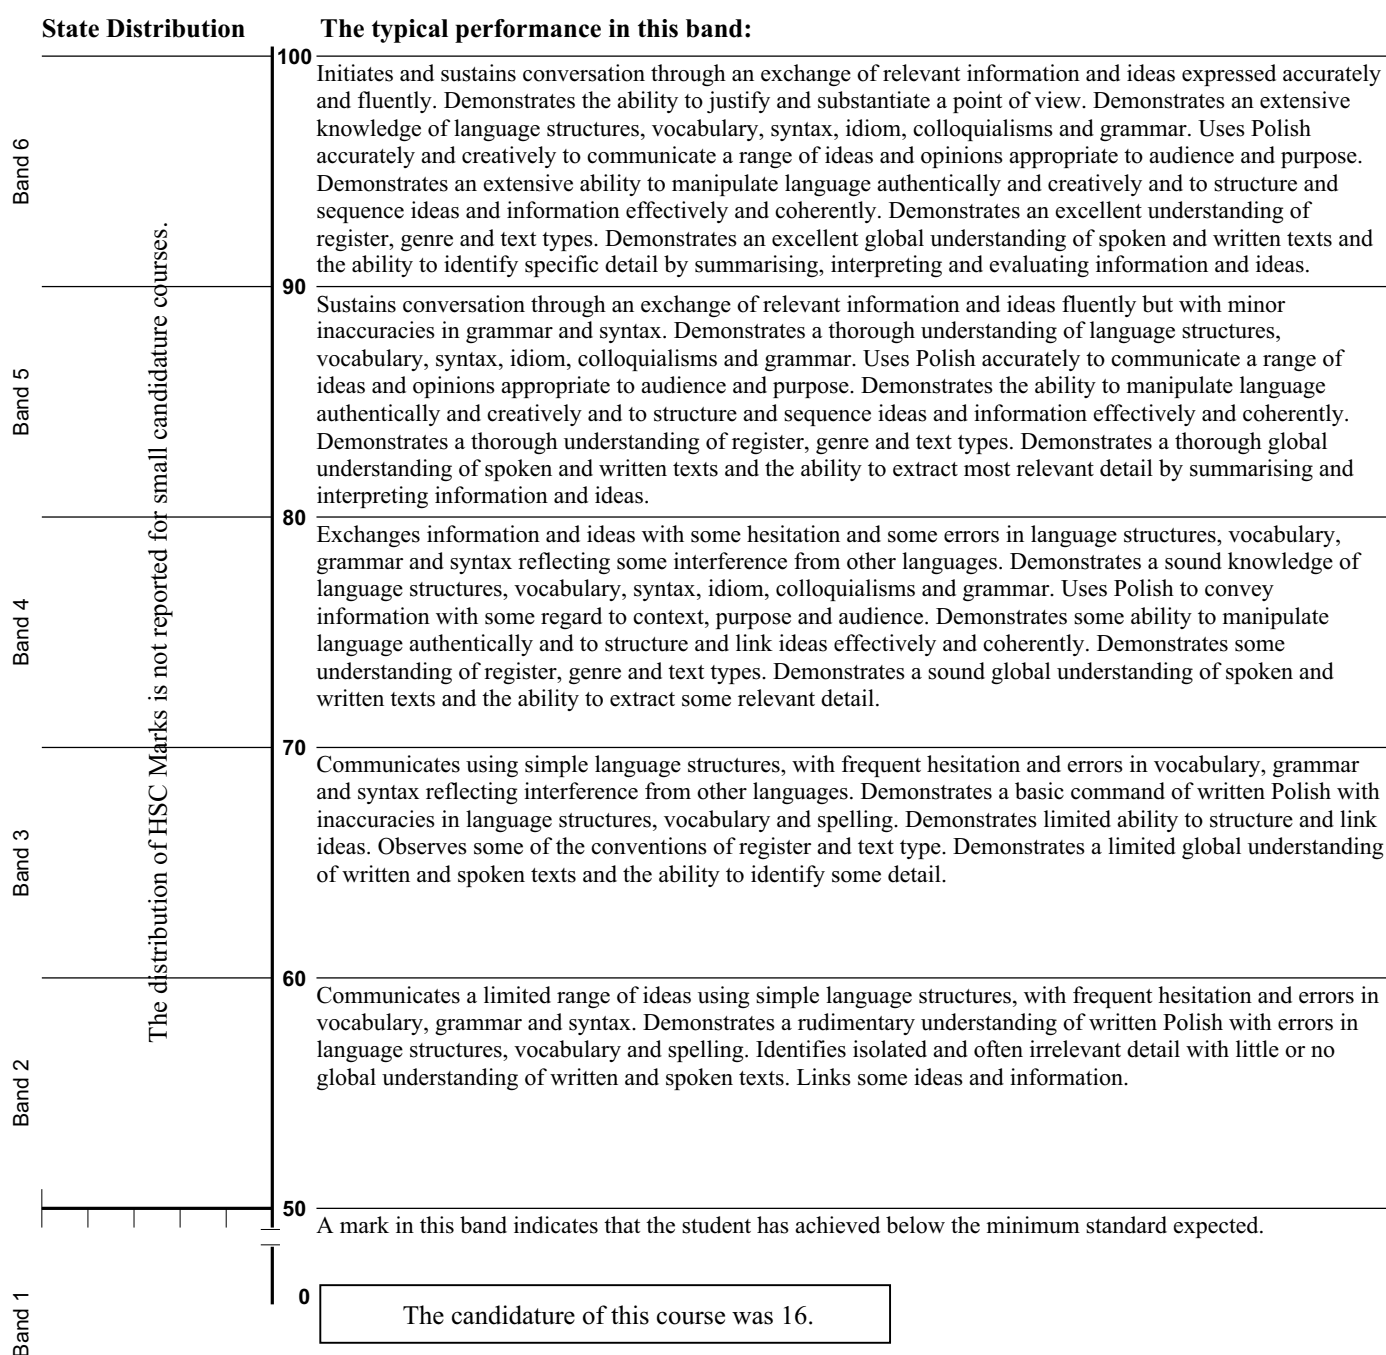 State Distribution
The typical performance in this band:
100
Band 6
Initiates and sustains conversation through an exchange of relevant information and ideas expressed accurately
and fluently. Demonstrates the ability to justify and substantiate a point of view. Demonstrates an extensive
knowledge of language structures, vocabulary, syntax, idiom, colloquialisms and grammar. Uses Polish
accurately and creatively to communicate a range of ideas and opinions appropriate to audience and purpose.
Demonstrates an extensive ability to manipulate language authentically and creatively and to structure and
sequence ideas and information effectively and coherently. Demonstrates an excellent understanding of
register, genre and text types. Demonstrates an excellent global understanding of spoken and written texts and
the ability to identify specific detail by summarising, interpreting and evaluating information and ideas.
The distribution of HSC Marks is not reported for small candidature courses.
90
Band 5
Sustains conversation through an exchange of relevant information and ideas fluently but with minor
inaccuracies in grammar and syntax. Demonstrates a thorough understanding of language structures,
vocabulary, syntax, idiom, colloquialisms and grammar. Uses Polish accurately to communicate a range of
ideas and opinions appropriate to audience and purpose. Demonstrates the ability to manipulate language
authentically and creatively and to structure and sequence ideas and information effectively and coherently.
Demonstrates a thorough understanding of register, genre and text types. Demonstrates a thorough global
understanding of spoken and written texts and the ability to extract most relevant detail by summarising and
interpreting information and ideas.
80
Band 4
Exchanges information and ideas with some hesitation and some errors in language structures, vocabulary,
grammar and syntax reflecting some interference from other languages. Demonstrates a sound knowledge of
language structures, vocabulary, syntax, idiom, colloquialisms and grammar. Uses Polish to convey
information with some regard to context, purpose and audience. Demonstrates some ability to manipulate
language authentically and to structure and link ideas effectively and coherently. Demonstrates some
understanding of register, genre and text types. Demonstrates a sound global understanding of spoken and
written texts and the ability to extract some relevant detail.
70
Band 3
Communicates using simple language structures, with frequent hesitation and errors in vocabulary, grammar
and syntax reflecting interference from other languages. Demonstrates a basic command of written Polish with
inaccuracies in language structures, vocabulary and spelling. Demonstrates limited ability to structure and link
ideas. Observes some of the conventions of register and text type. Demonstrates a limited global understanding
of written and spoken texts and the ability to identify some detail.
60
Band 2
Communicates a limited range of ideas using simple language structures, with frequent hesitation and errors in
vocabulary, grammar and syntax. Demonstrates a rudimentary understanding of written Polish with errors in
language structures, vocabulary and spelling. Identifies isolated and often irrelevant detail with little or no
global understanding of written and spoken texts. Links some ideas and information.
50
A mark in this band indicates that the student has achieved below the minimum standard expected.
0
Band 1
The candidature of this course was 16.